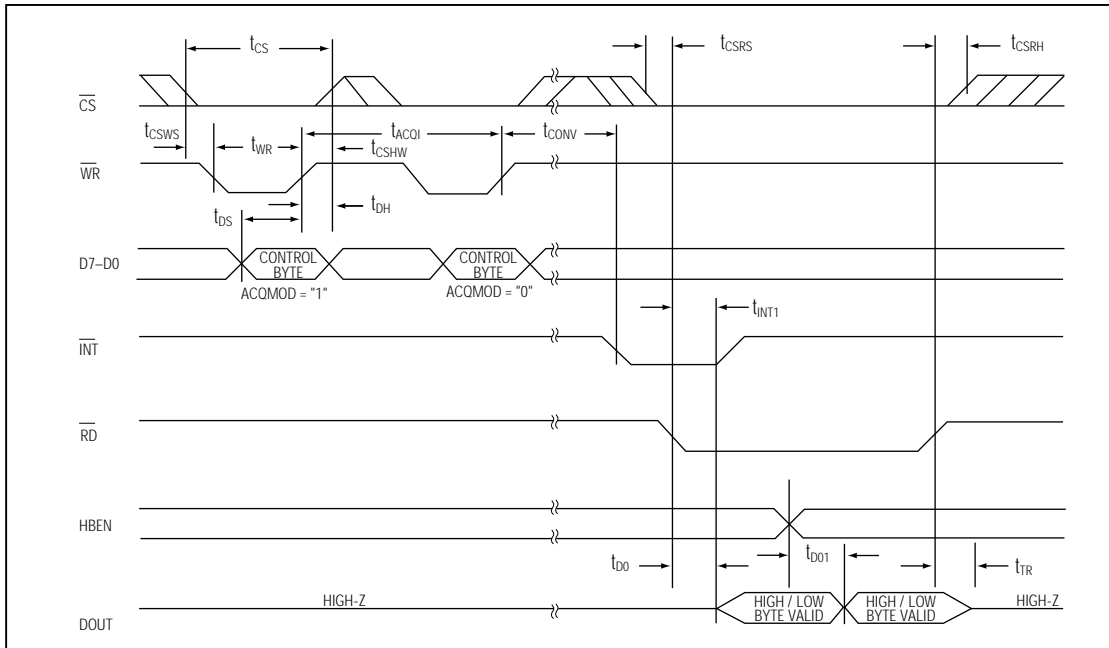 tCS
tCSRS
tCSRH
CS
tCSWS
tWR
tACQI
tCSHW
tCONV
WR
tDS
tDH
D7–D0
CONTROL
BYTE
CONTROL
BYTE
ACQMOD = "1"
ACQMOD = "0"
tINT1
INT
RD
HBEN
tD0
tD01
tTR
HIGH-Z
HIGH / LOW
BYTE VALID
HIGH / LOW
BYTE VALID
HIGH-Z
DOUT